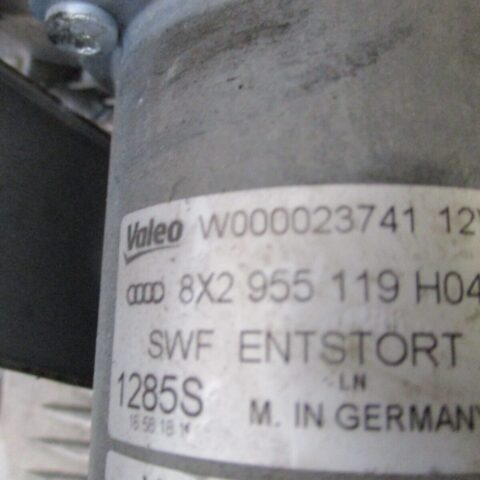 Valeo W000023741 12V
8X2 955 119 H04
SWF ENTSTORT
LN
1285S M. IN GERMANY